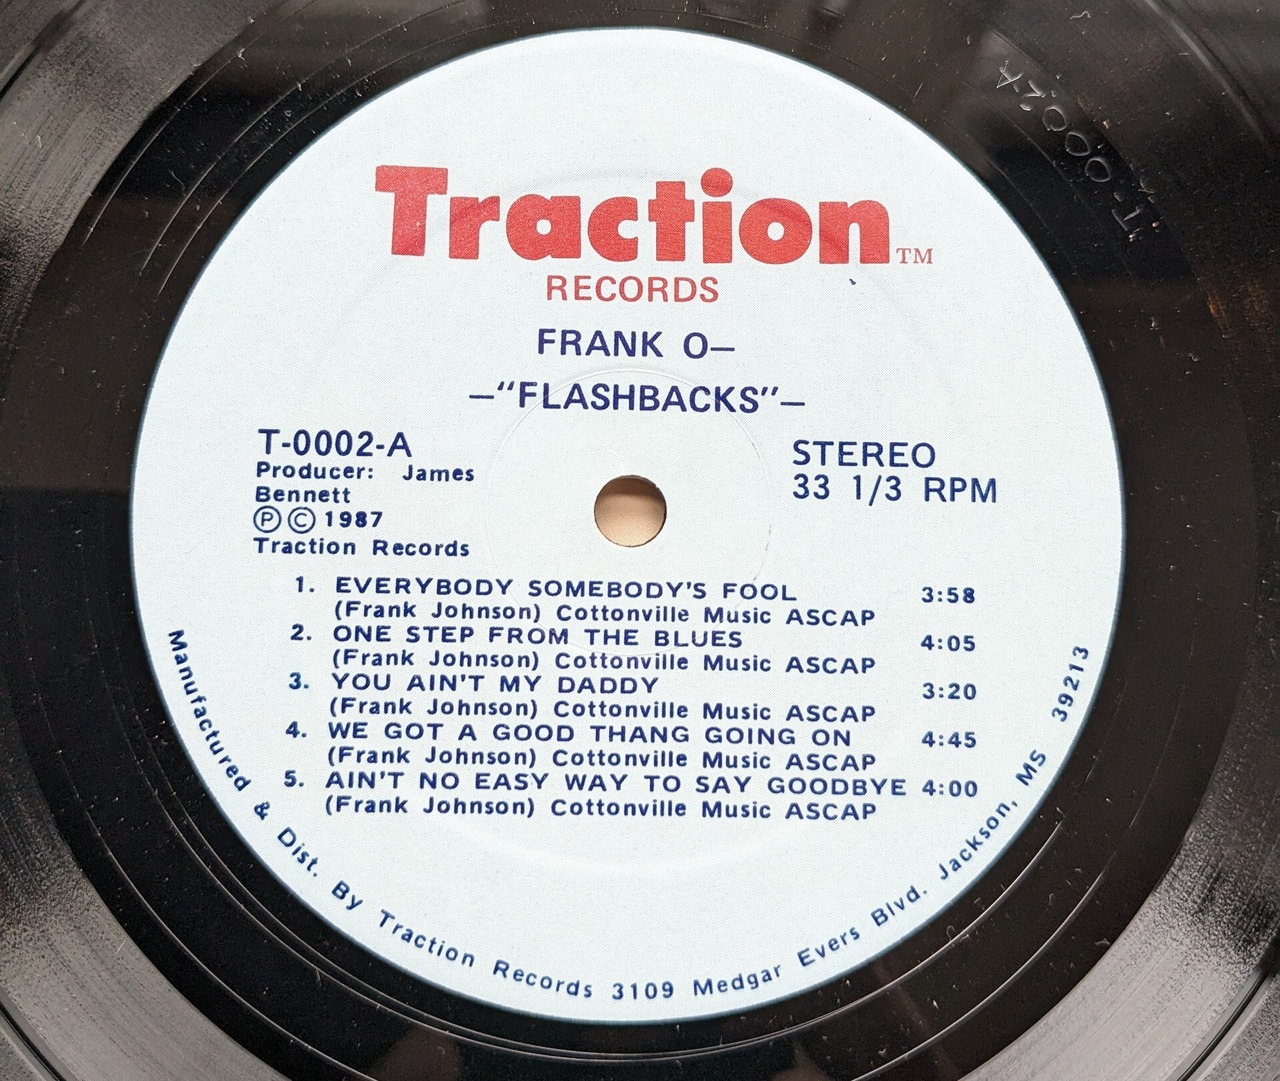 Traction TM
RECORDS
FRANK O—
—"FLASHBACKS"—
T-0002-A
Producer: James
Bennett
Ⓟ © 1987
Traction Records
STEREO
33 1/3 RPM
1. EVERYBODY SOMEBODY'S FOOL 3:58
(Frank Johnson) Cottonville Music ASCAP
2. ONE STEP FROM THE BLUES 4:05
(Frank Johnson) Cottonville Music ASCAP
3. YOU AIN'T MY DADDY 3:20
(Frank Johnson) Cottonville Music ASCAP
4. WE GOT A GOOD THANG GOING ON 4:45
(Frank Johnson) Cottonville Music ASCAP
5. AIN'T NO EASY WAY TO SAY GOODBYE 4:00
(Frank Johnson) Cottonville Music ASCAP
Manufactured & Dist. By Traction Records 3109 Medgar Evers Blvd. Jackson, MS 39213
T-0002A